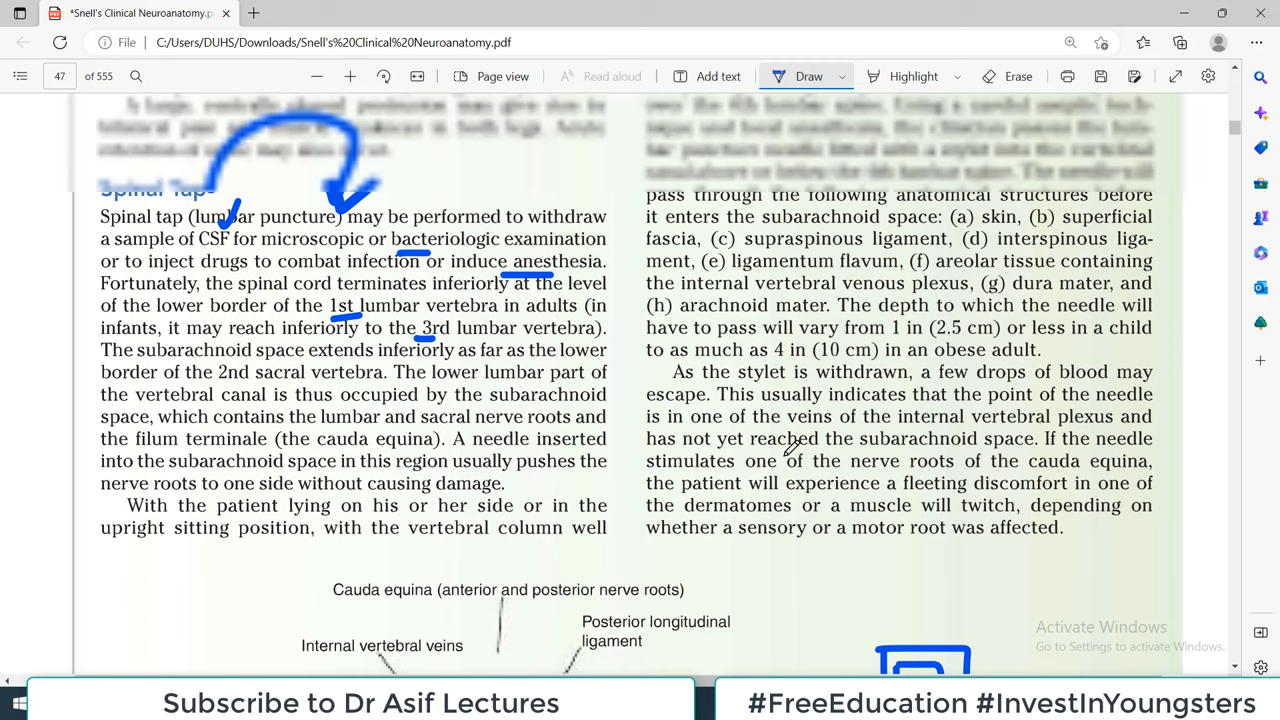 *Snell's Clinical Neuroanatomy.p
File C:/Users/DUHS/Downloads/Snell's%20Clinical%20Neuroanatomy.pdf
47 of 555 Page view Read aloud Add text Draw Highlight Erase
Spinal Tap
Spinal tap (lumbar puncture) may be performed to withdraw
a sample of CSF for microscopic or bacteriologic examination
or to inject drugs to combat infection or induce anesthesia.
Fortunately, the spinal cord terminates inferiorly at the level
of the lower border of the 1st lumbar vertebra in adults (in
infants, it may reach inferiorly to the 3rd lumbar vertebra).
The subarachnoid space extends inferiorly as far as the lower
border of the 2nd sacral vertebra. The lower lumbar part of
the vertebral canal is thus occupied by the subarachnoid
space, which contains the lumbar and sacral nerve roots and
the filum terminale (the cauda equina). A needle inserted
into the subarachnoid space in this region usually pushes the
nerve roots to one side without causing damage.
With the patient lying on his or her side or in the
upright sitting position, with the vertebral column well
pass through the following anatomical structures before
it enters the subarachnoid space: (a) skin, (b) superficial
fascia, (c) supraspinous ligament, (d) interspinous liga-
ment, (e) ligamentum flavum, (f) areolar tissue containing
the internal vertebral venous plexus, (g) dura mater, and
(h) arachnoid mater. The depth to which the needle will
have to pass will vary from 1 in (2.5 cm) or less in a child
to as much as 4 in (10 cm) in an obese adult.
As the stylet is withdrawn, a few drops of blood may
escape. This usually indicates that the point of the needle
is in one of the veins of the internal vertebral plexus and
has not yet reached the subarachnoid space. If the needle
stimulates one of the nerve roots of the cauda equina,
the patient will experience a fleeting discomfort in one of
the dermatomes or a muscle will twitch, depending on
whether a sensory or a motor root was affected.
Cauda equina (anterior and posterior nerve roots)
Posterior longitudinal
ligament
Internal vertebral veins
Activate Windows
Go to Settings to activate Windows.
Subscribe to Dr Asif Lectures
#FreeEducation #InvestInYoungsters